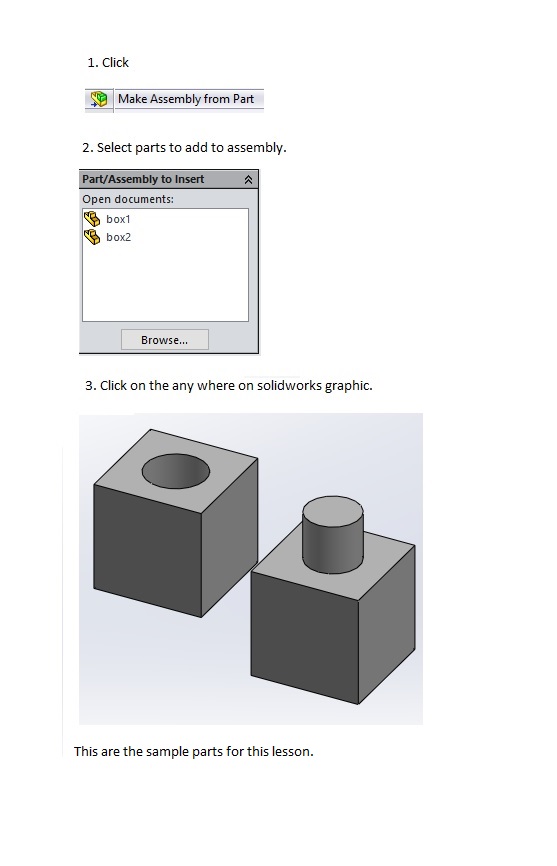 1. Click
Make Assembly from Part
2. Select parts to add to assembly.
Part/Assembly to Insert
Open documents:
box1
box2
Browse...
3. Click on the any where on solidworks graphic.
This are the sample parts for this lesson.